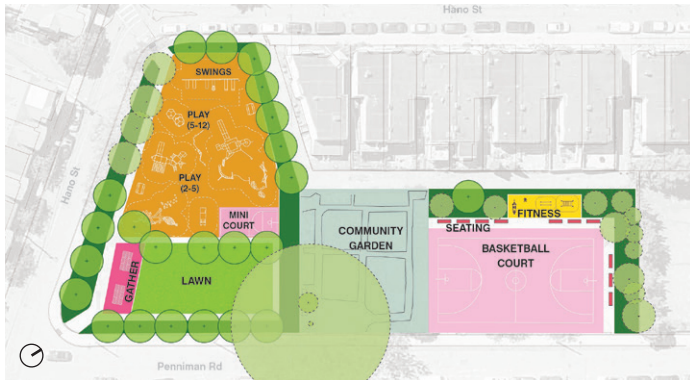 Hano St
SWINGS
PLAY
(5-12)
PLAY
(2-5)
Hano St
MINI
COURT
COMMUNITY
GARDEN
FITNESS
SEATING
BASKETBALL
COURT
GATHER
LAWN
Penniman Rd